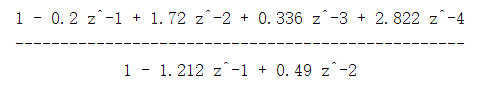 1 - 0.2 z^-1 + 1.72 z^-2 + 0.336 z^-3 + 2.822 z^-4
--------------------------------------------------
1 - 1.212 z^-1 + 0.49 z^-2